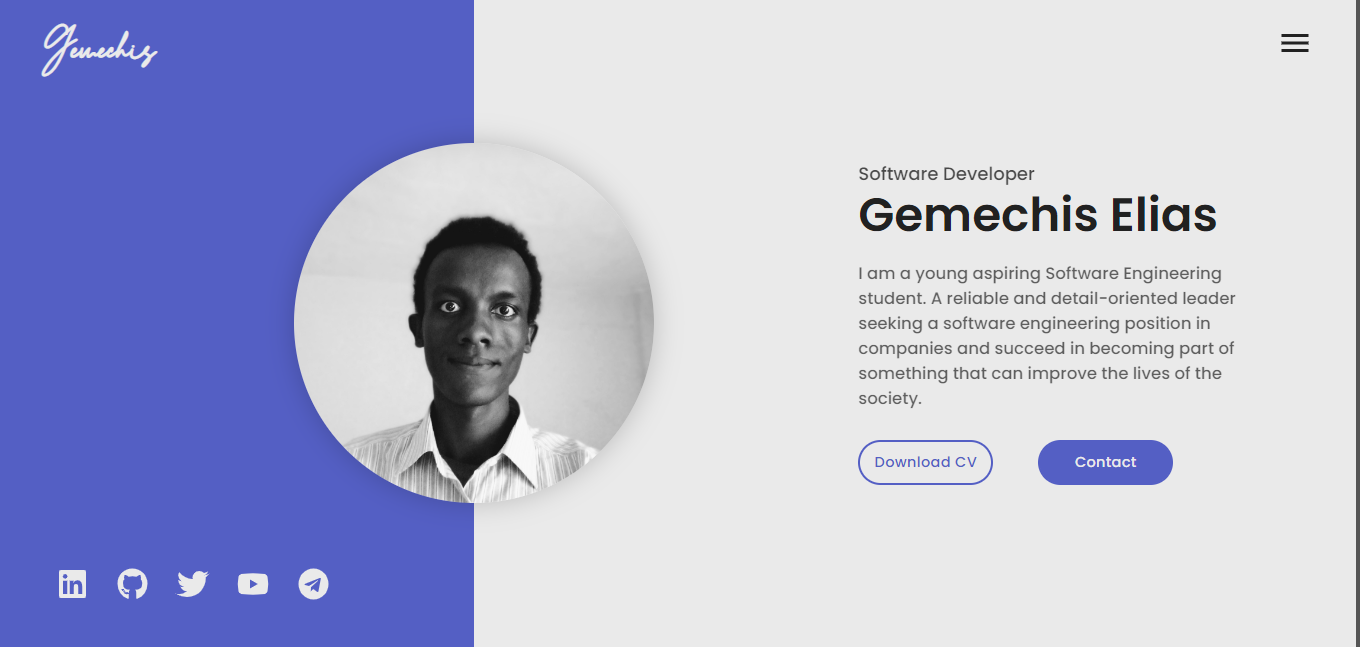 Gemechis
Software Developer
Gemechis Elias
I am a young aspiring Software Engineering
student. A reliable and detail-oriented leader
seeking a software engineering position in
companies and succeed in becoming part of
something that can improve the lives of the
society.
Download CV
Contact
in